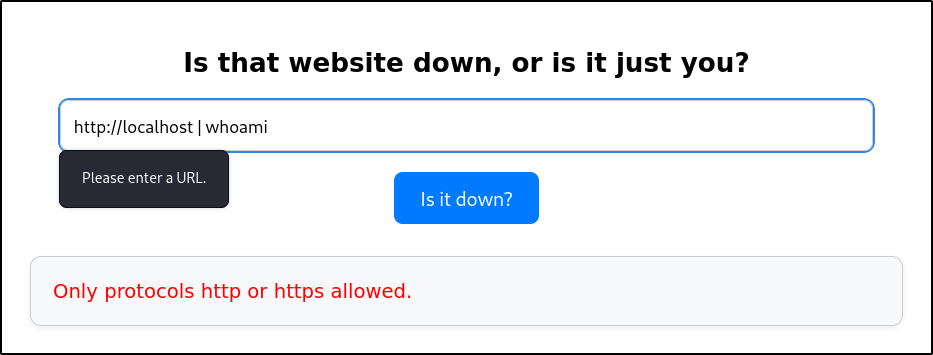 Is that website down, or is it just you?
http://localhost | whoami
Please enter a URL.
Is it down?
Only protocols http or https allowed.